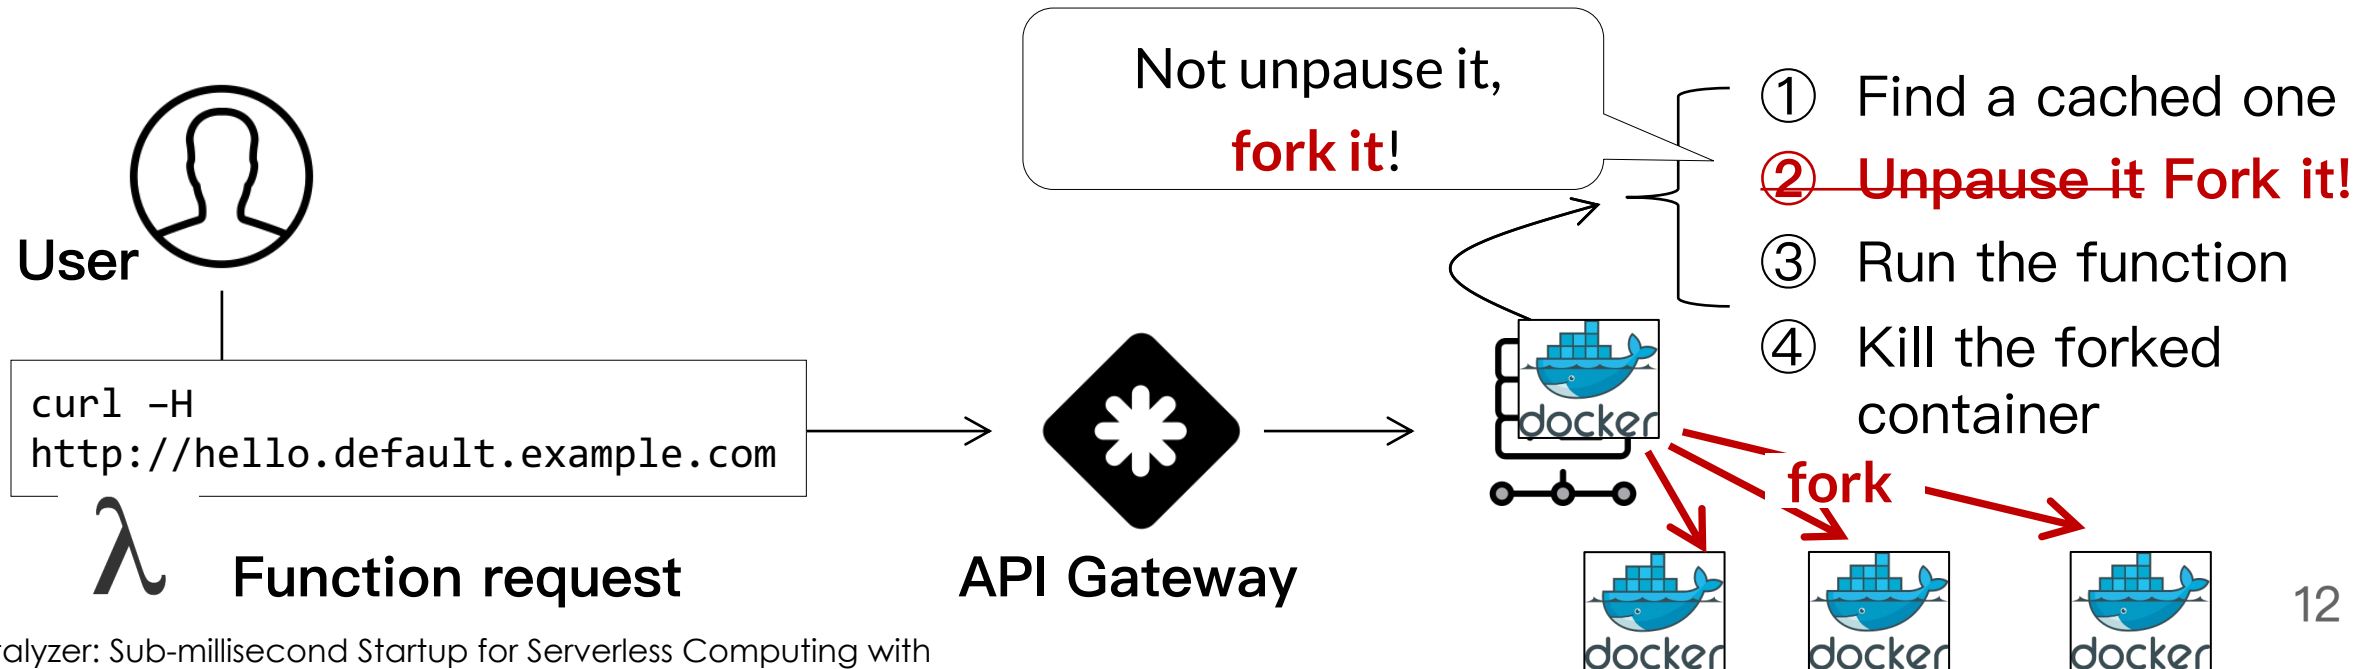 Not unpause it,
fork it!
① Find a cached one
② Unpause it Fork it!
③ Run the function
④ Kill the forked
container
User
curl –H
http://hello.default.example.com
λ
Function request
API Gateway
docker
fork
docker
docker
docker
12
alyzer: Sub-millisecond Startup for Serverless Computing with